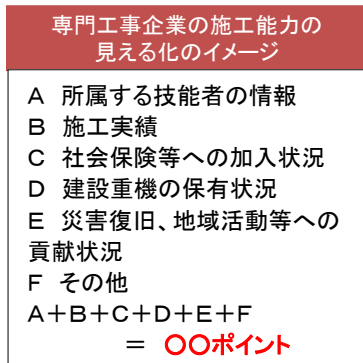 専門工事企業の施工能力の
見える化のイメージ
A 所属する技能者の情報
B 施工実績
C 社会保険等への加入状況
D 建設重機の保有状況
E 災害復旧、地域活動等への
貢献状況
F その他
A+B+C+D+E+F
= 〇〇ポイント